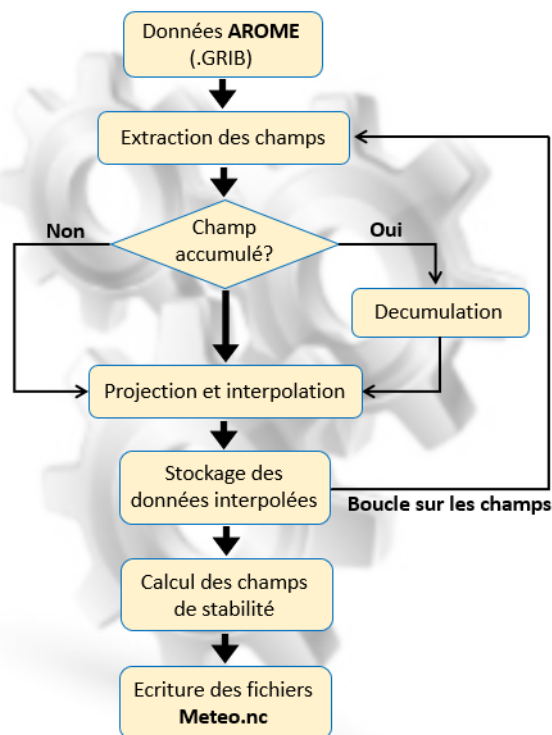 Données AROME
(.GRIB)
Extraction des champs
Champ
accumulé?
Non
Oui
Decumulation
Projection et interpolation
Stockage des
données interpolées
Boucle sur les champs
Calcul des champs
de stabilité
Ecriture des fichiers
Meteo.nc